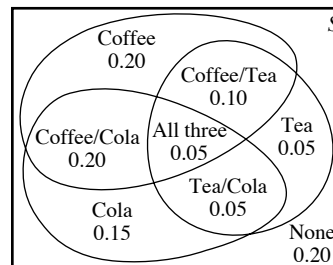 S
Coffee
0.20
Coffee/Tea
0.10
Tea
0.05
Coffee/Cola
0.20
All three
0.05
Tea/Cola
0.05
Cola
0.15
None
0.20